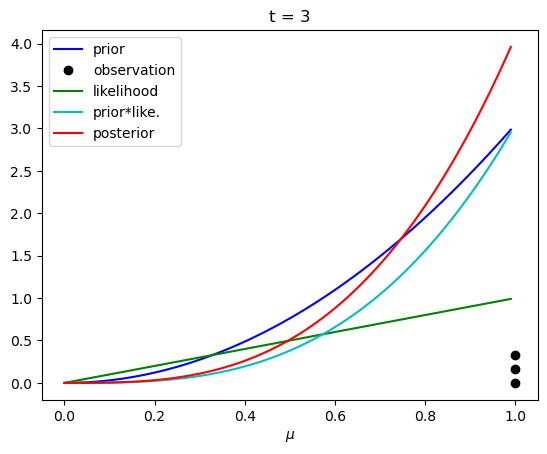 t = 3
prior
observation
likelihood
prior*like.
posterior
4.0
3.5
3.0
2.5
2.0
1.5
1.0
0.5
0.0
0.0 0.2 0.4 0.6 0.8 1.0
μ